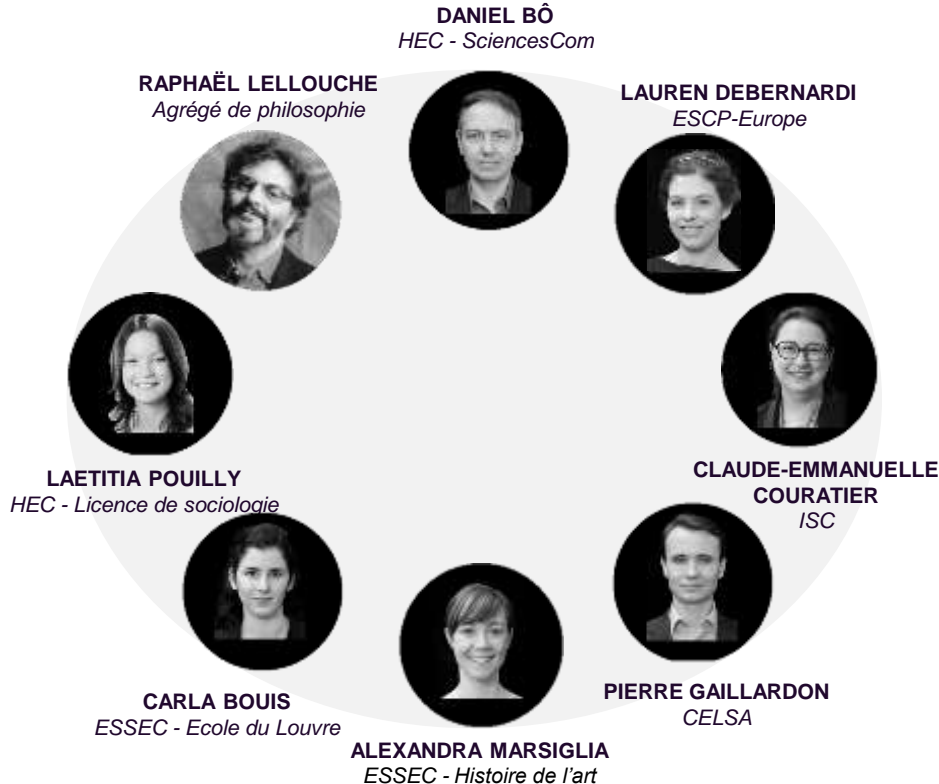 DANIEL BÔ
HEC - SciencesCom
RAPHAËL LELLOUCHE
Agrégé de philosophie
LAUREN DEBERNARDI
ESCP-Europe
LAETITIA POUILLY
HEC - Licence de sociologie
CLAUDE-EMMANUELLE
COURATIER
ISC
CARLA BOUIS
ESSEC - Ecole du Louvre
PIERRE GAILLARDON
CELSA
ALEXANDRA MARSIGLIA
ESSEC - Histoire de l'art